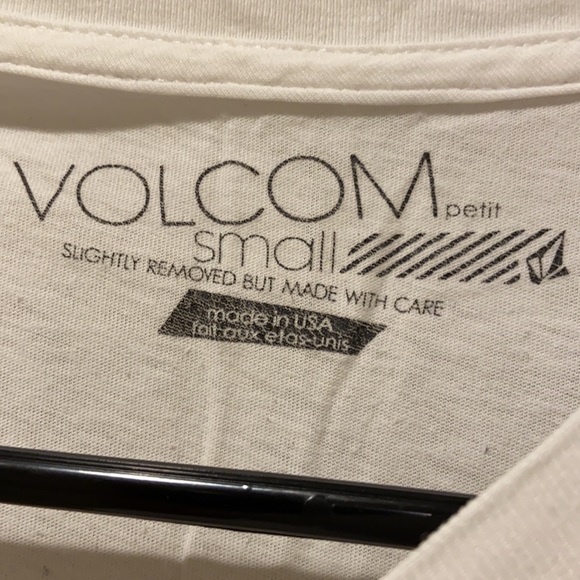 VOLCOM
petit
small
SLIGHTLY REMOVED BUT MADE WITH CARE
made in USA
fait aux etas-unis